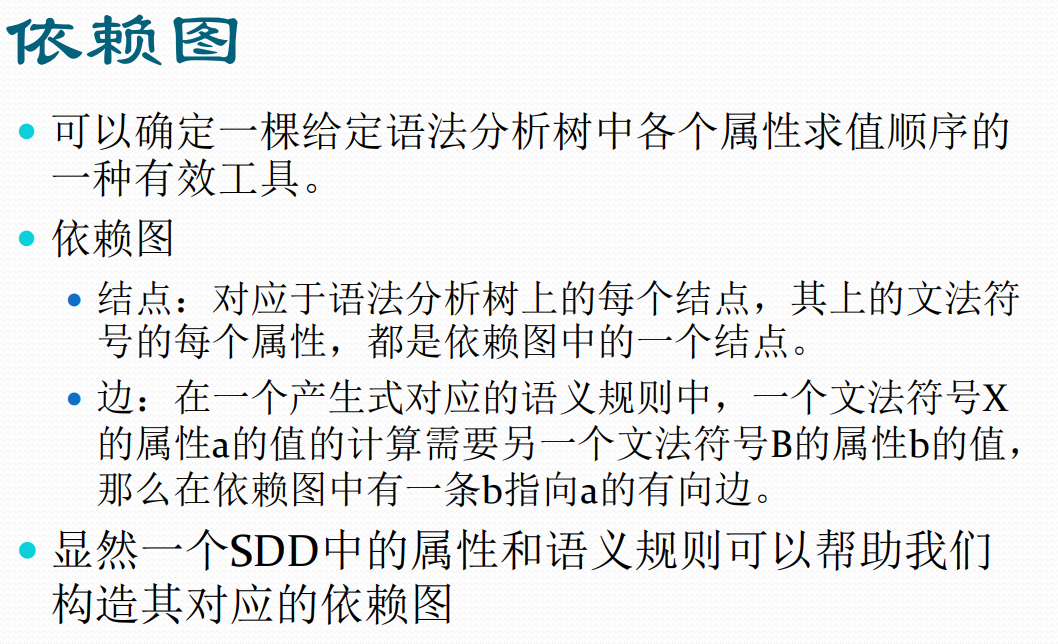 依赖图
可以确定一棵给定语法分析树中各个属性求值顺序的
一种有效工具。
依赖图
结点：对应于语法分析树上的每个结点，其上的文法符
号的每个属性，都是依赖图中的一个结点。
边：在一个产生式对应的语义规则中，一个文法符号X
的属性a的值的计算需要另一个文法符号B的属性b的值，
那么在依赖图中有一条b指向a的有向边。
显然一个SDD中的属性和语义规则可以帮助我们
构造其对应的依赖图